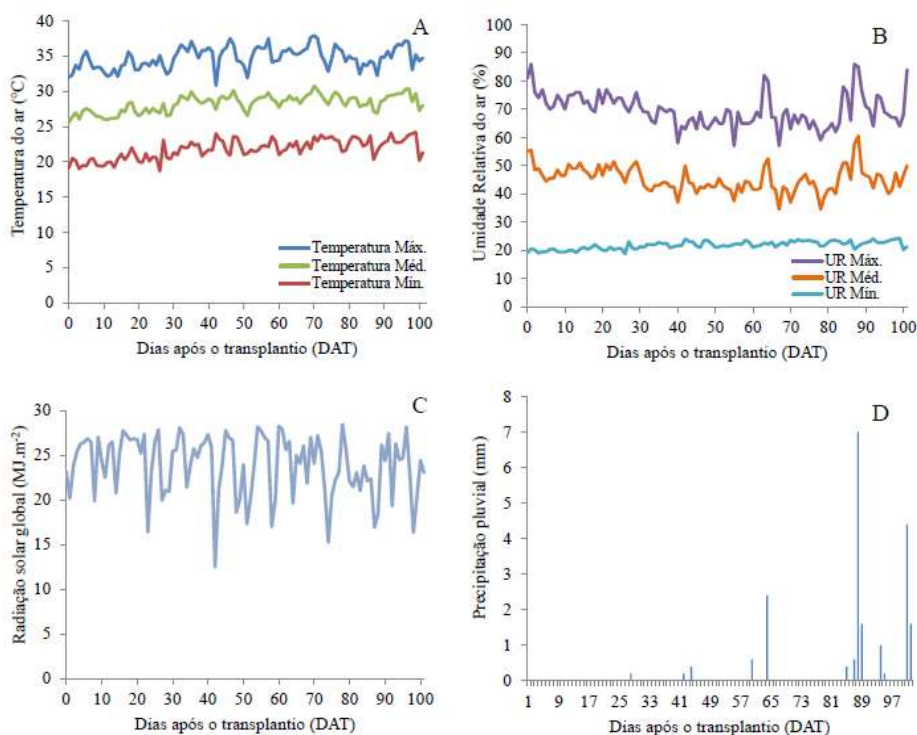 A
Temperatura do ar (°C)
40
35
30
25
20
15
10
5
0
Temperatura Máx.
Temperatura Méd.
Temperatura Mín.
0 10 20 30 40 50 60 70 80 90 100
Dias após o transplantio (DAT)
B
Umidade Relativa do ar (%)
100
90
80
70
60
50
40
30
20
10
0
UR Máx.
UR Méd.
UR Mín.
0 10 20 30 40 50 60 70 80 90 100
Dias após o transplantio (DAT)
C
Radiação solar global (MJ.m-2)
30
25
20
15
10
5
0
0 10 20 30 40 50 60 70 80 90 100
Dias após o transplantio (DAT)
D
Precipitação pluvial (mm)
8
7
6
5
4
3
2
1
0
1 9 17 25 33 41 49 57 65 73 81 89 97
Dias após o transplantio (DAT)